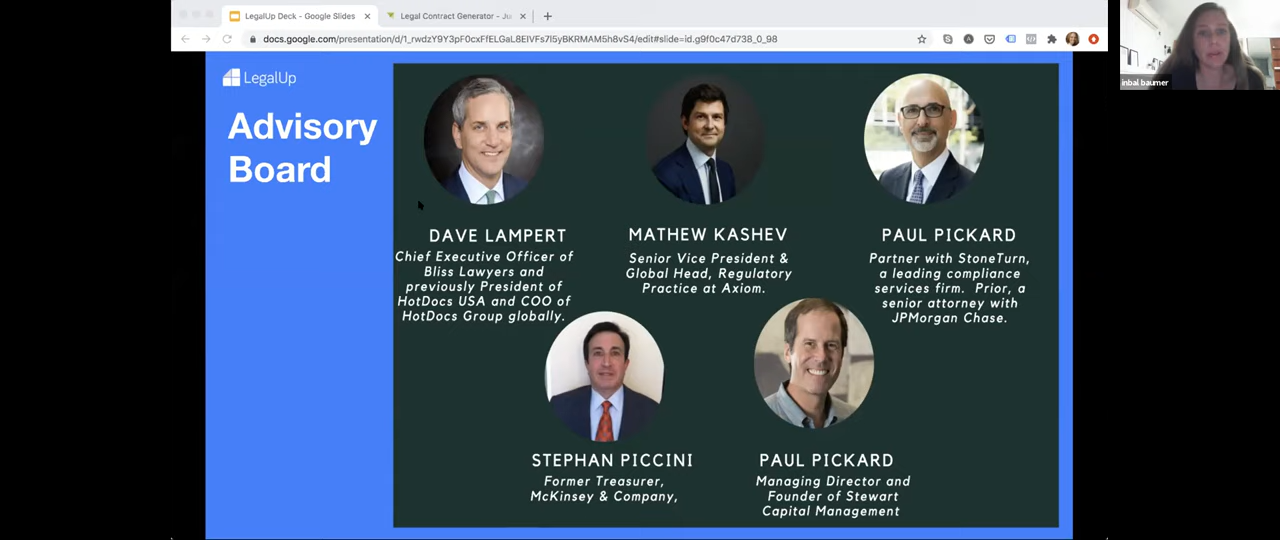 LegalUp Deck - Google Slides
Legal Contract Generator - Ju
docs.google.com/presentation/d/1_rwdzY9Y3pF0cxFfELGaL8EIVFs7I5yBKRMAM5h8vS4/edit#slide=id.g9f0c47d738_0_98
inbal baumer
LegalUp
Advisory
Board
DAVE LAMPERT
Chief Executive Officer of
Bliss Lawyers and
previously President of
HotDocs USA and COO of
HotDocs Group globally.
MATHEW KASHEV
Senior Vice President &
Global Head, Regulatory
Practice at Axiom.
PAUL PICKARD
Partner with StoneTurn,
a leading compliance
services firm. Prior, a
senior attorney with
JPMorgan Chase.
STEPHAN PICCINI
Former Treasurer,
McKinsey & Company,
PAUL PICKARD
Managing Director and
Founder of Stewart
Capital Management